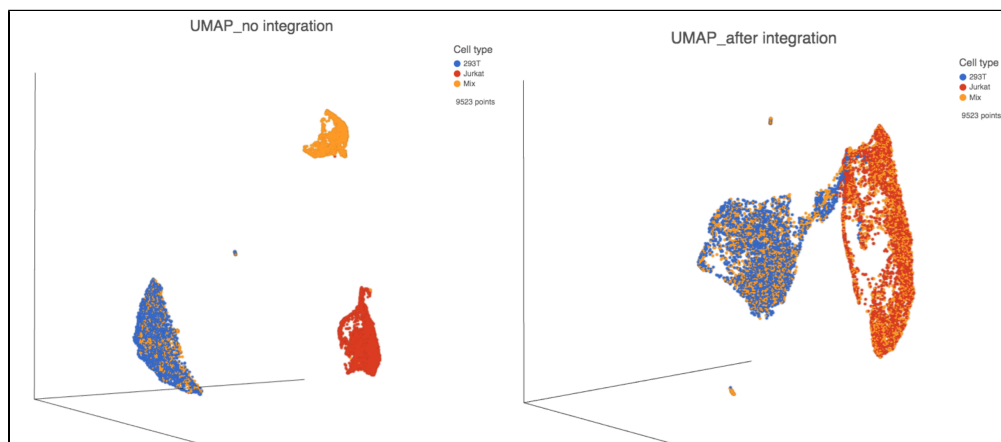 UMAP_no integration
Cell type
293T
Jurkat
Mix
9523 points
UMAP_after integration
Cell type
293T
Jurkat
Mix
9523 points